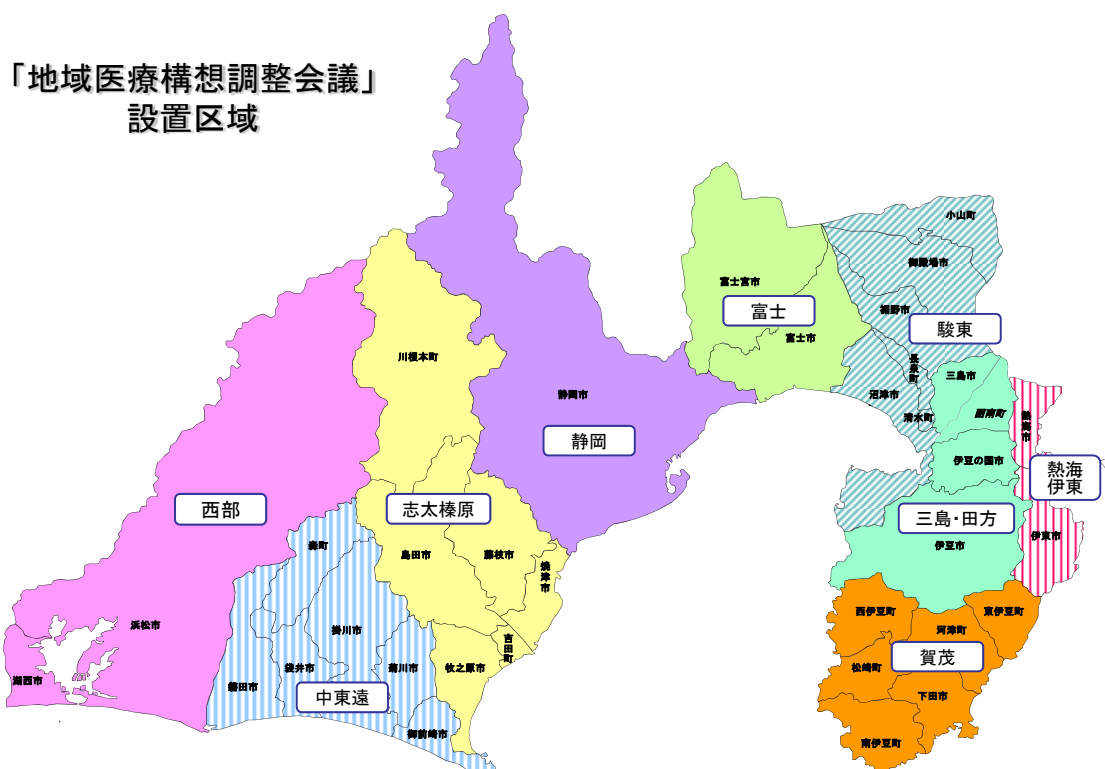 「地域医療構想調整会議」
設置区域
小山町
御殿場市
富士宮市
裾野市
富士
駿東
富士市
川根本町
長泉町
三島市
静岡市
沼津市
函南町
清水町
熱海市
静岡
伊豆の国市
熱海
伊東
西部
志太榛原
三島・田方
伊東市
森町
伊豆市
島田市
藤枝市
焼津市
西伊豆町
東伊豆町
浜松市
掛川市
河津町
吉田町
賀茂
袋井市
菊川市
牧之原市
松崎町
湖西市
磐田市
中東遠
下田市
御前崎市
南伊豆町